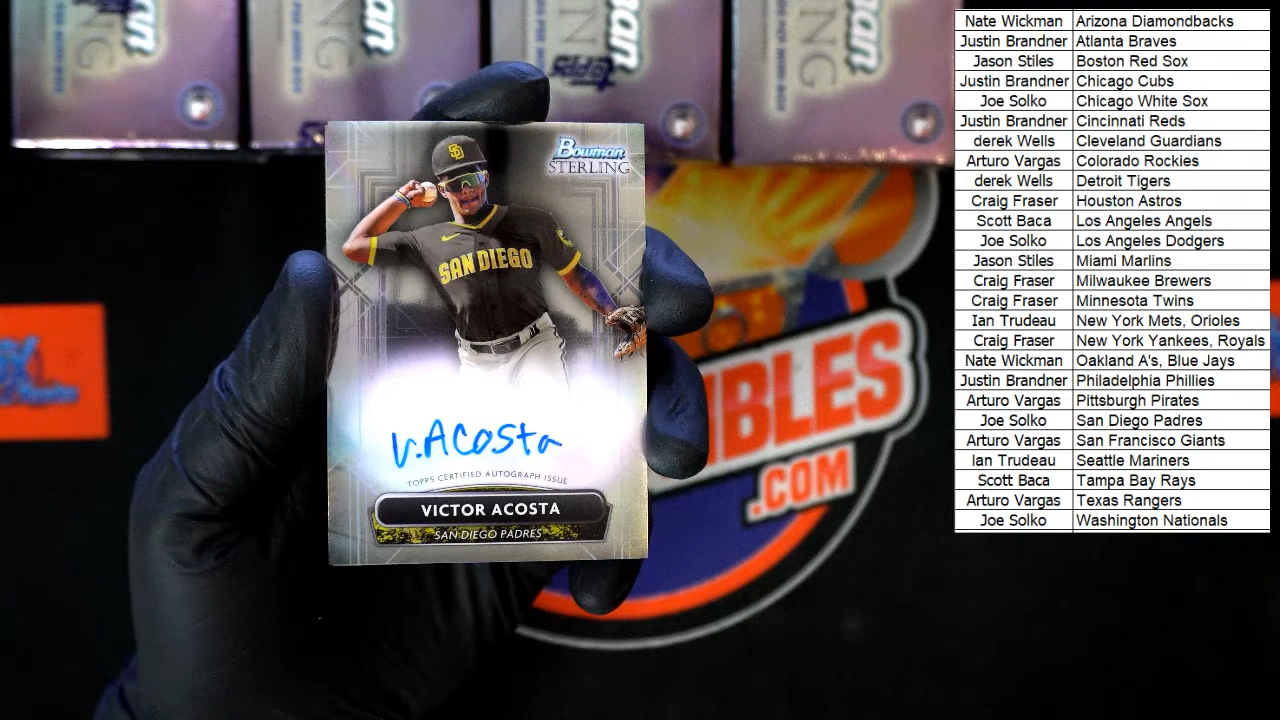 Bowman
STERLING
SD
SAN DIEGO
V. Acosta
TOPPS CERTIFIED AUTOGRAPH ISSUE
VICTOR ACOSTA
SAN DIEGO PADRES
IBLES
.COM
topps
Nate Wickman Arizona Diamondbacks
Justin Brandner Atlanta Braves
Jason Stiles Boston Red Sox
Justin Brandner Chicago Cubs
Joe Solko Chicago White Sox
Justin Brandner Cincinnati Reds
derek Wells Cleveland Guardians
Arturo Vargas Colorado Rockies
derek Wells Detroit Tigers
Craig Fraser Houston Astros
Scott Baca Los Angeles Angels
Joe Solko Los Angeles Dodgers
Jason Stiles Miami Marlins
Craig Fraser Milwaukee Brewers
Craig Fraser Minnesota Twins
Ian Trudeau New York Mets, Orioles
Craig Fraser New York Yankees, Royals
Nate Wickman Oakland A's, Blue Jays
Justin Brandner Philadelphia Phillies
Arturo Vargas Pittsburgh Pirates
Joe Solko San Diego Padres
Arturo Vargas San Francisco Giants
Ian Trudeau Seattle Mariners
Scott Baca Tampa Bay Rays
Arturo Vargas Texas Rangers
Joe Solko Washington Nationals